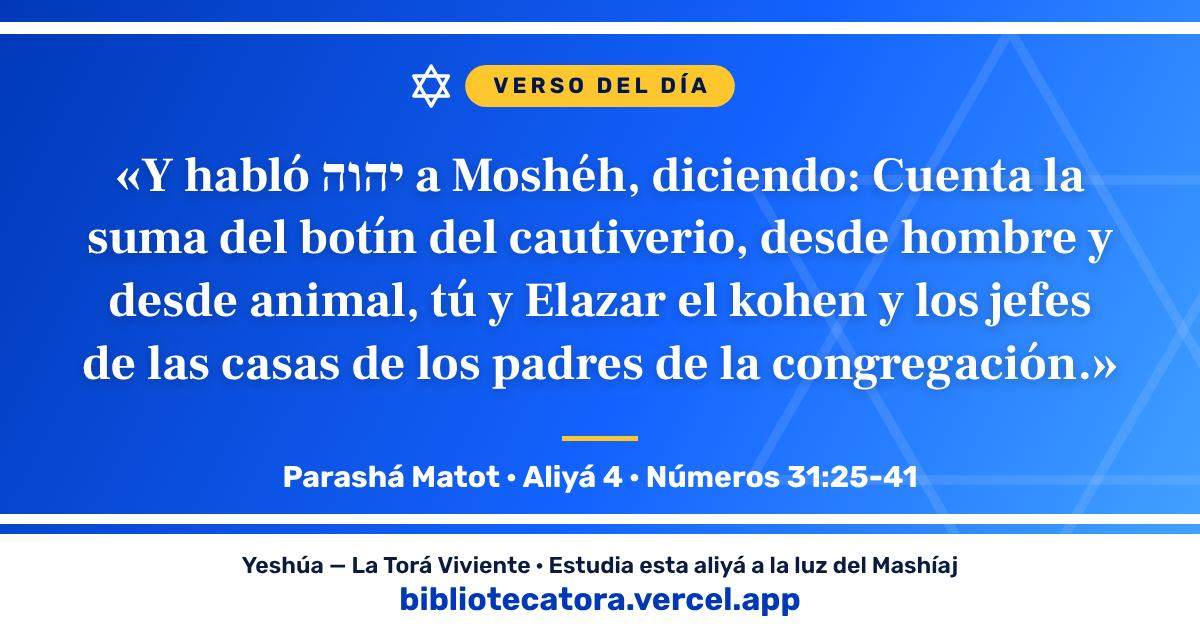 VERSO DEL DÍA
«Y habló יהוה a Moshéh, diciendo: Cuenta la
suma del botín del cautiverio, desde hombre y
desde animal, tú y Elazar el kohen y los jefes
de las casas de los padres de la congregación.»
Parashá Matot • Aliyá 4 • Números 31:25-41
Yeshúa — La Torá Viviente • Estudia esta aliyá a la luz del Mashíaj
bibliotecatora.vercel.app